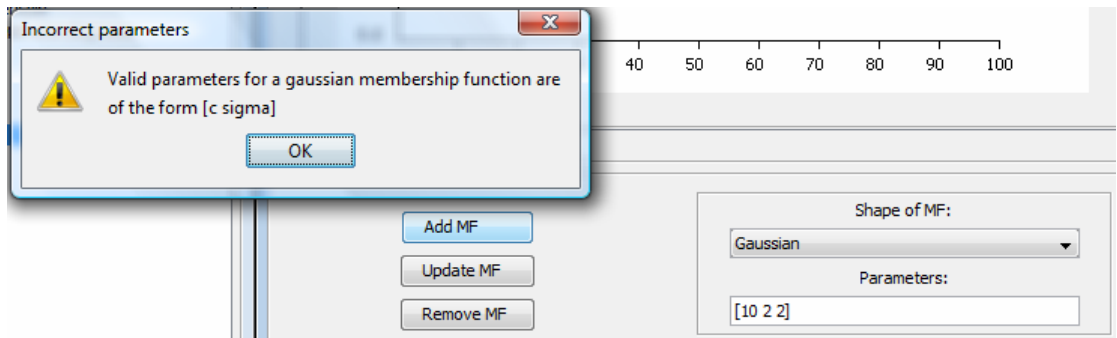 Incorrect parameters
Valid parameters for a gaussian membership function are
of the form [c sigma]
OK
40 50 60 70 80 90 100
Add MF
Update MF
Remove MF
Shape of MF:
Gaussian
Parameters:
[10 2 2]